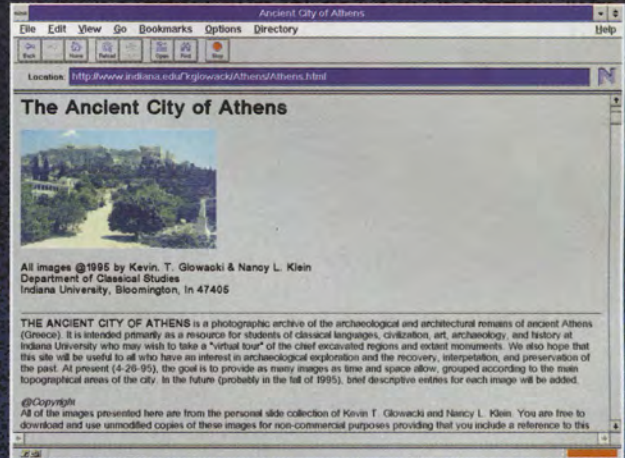 Ancient City of Athens
File Edit View Go Bookmarks Options Directory Help
Back Home Reload Open Find Stop
Location: http://www.indiana.edu/~kglowack/Athens/Athens.html
N
The Ancient City of Athens
All images @1995 by Kevin. T. Glowacki & Nancy L. Klein
Department of Classical Studies
Indiana University, Bloomington, In 47405
THE ANCIENT CITY OF ATHENS is a photographic archive of the archaeological and architectural remains of ancient Athens
(Greece). It is intended primarily as a resource for students of classical languages, civilization, art, archaeology, and history at
Indiana University who may wish to take a "virtual tour" of the chief excavated regions and extant monuments. We also hope that
this site will be useful to all who have an interest in archaeological exploration and the recovery, interpetation, and preservation of
the past. At present (4-26-95), the goal is to provide as many images as time and space allow, grouped according to the main
topographical areas of the city. In the future (probably in the fall of 1995), brief descriptive entries for each image will be added.
@Copyright
All of the images presented here are from the personal slide collection of Kevin T. Glowacki and Nancy L. Klein. You are free to
download and use unmodified copies of these images for non-commercial purposes providing that you include a reference to this